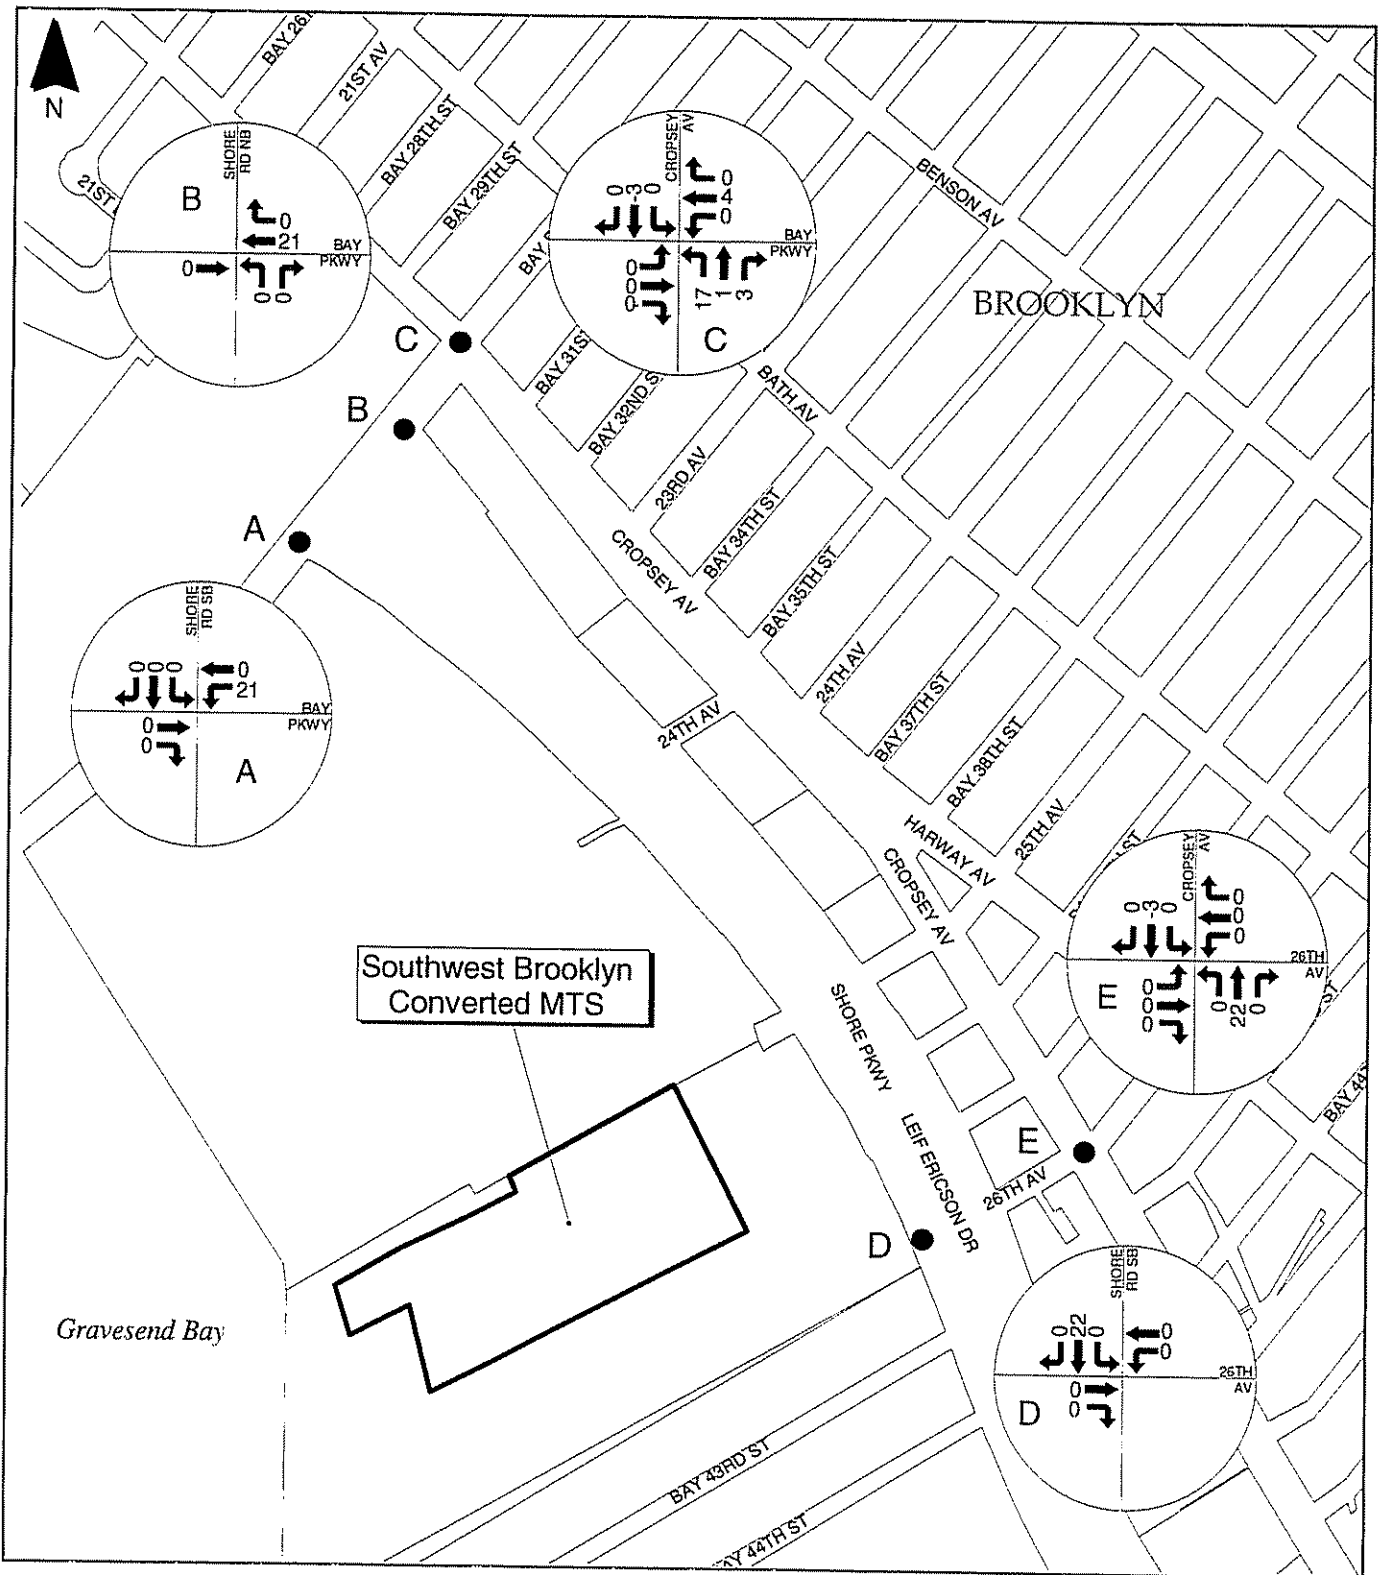 N
BAY 26
21ST AV
BAY 28TH ST
BAY 29TH ST
BAY
21ST
BENSON AV
BROOKLYN
B
SHORE
RD NB
0
21
BAY
PKWY
0
0
0
CROPSEY
AV
0
-3
0
0
4
0
BAY
PKWY
0
0
0
17
1
3
C
C
B
A
BAY 31ST
BAY 32ND S
23RD AV
BATH AV
BAY 34TH ST
BAY 35TH ST
CROPSEY AV
24TH AV
BAY 37TH ST
BAY 38TH ST
24TH AV
HARWAY AV
25TH AV
CROPSEY AV
SHORE
RD SB
0
0
0
0
21
BAY
PKWY
0
0
A
ST
CROPSEY
AV
0
-3
0
0
0
0
26TH
AV
E
0
0
0
0
22
0
ST
BAY 44
Southwest Brooklyn
Converted MTS
SHORE PKWY
LEIF ERICSON DR
E
26TH AV
D
SHORE
RD SB
0
22
0
0
0
26TH
AV
0
0
D
Gravesend Bay
BAY 43RD ST
AY 44TH ST